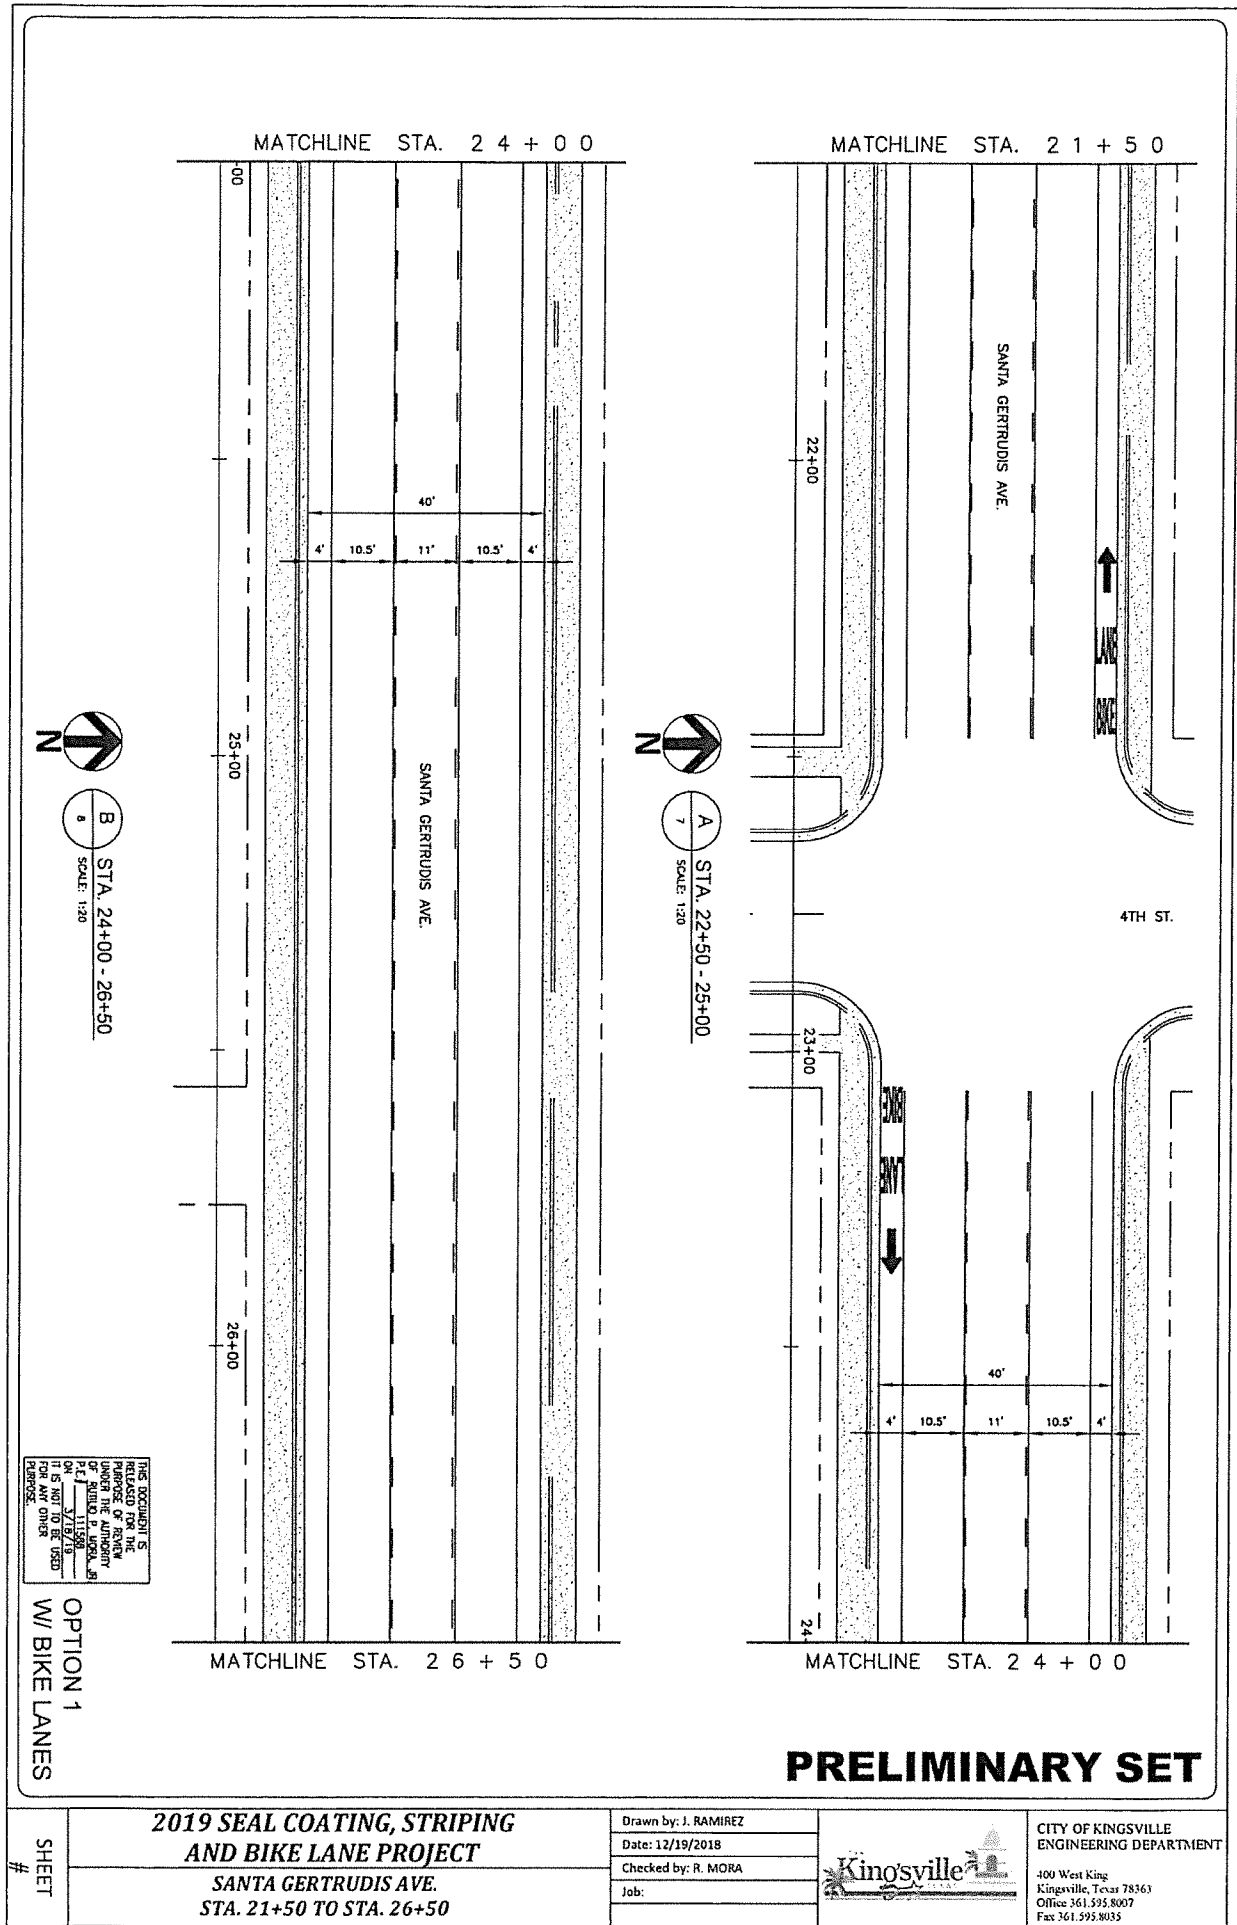 MATCHLINE STA. 24+00
MATCHLINE STA. 21+50
-00
22+00
SANTA GERTRUDIS AVE.
40'
4' 10.5' 11' 10.5' 4'
LANE
BIKE
N
B
8
STA. 24+00 - 26+50
SCALE: 1:20
25+00
SANTA GERTRUDIS AVE.
N
A
7
STA. 22+50 - 25+00
SCALE: 1:20
4TH ST.
23+00
BIKE
LANE
26+00
40'
4' 10.5' 11' 10.5' 4'
24
MATCHLINE STA. 26+50
MATCHLINE STA. 24+00
THIS DOCUMENT IS
RELEASED FOR THE
PURPOSE OF REVIEW
UNDER THE AUTHORITY
OF RUTILIO P. MORA, JR
P.E.# 111588
ON 3/18/19
IT IS NOT TO BE USED
FOR ANY OTHER
PURPOSE.
OPTION 1
W/ BIKE LANES
PRELIMINARY SET
SHEET
#
2019 SEAL COATING, STRIPING
AND BIKE LANE PROJECT
SANTA GERTRUDIS AVE.
STA. 21+50 TO STA. 26+50
Drawn by: J. RAMIREZ
Date: 12/19/2018
Checked by: R. MORA
Job:
Kingsville
CITY OF KINGSVILLE
ENGINEERING DEPARTMENT
400 West King
Kingsville, Texas 78363
Office 361.595.8007
Fax 361.595.8035